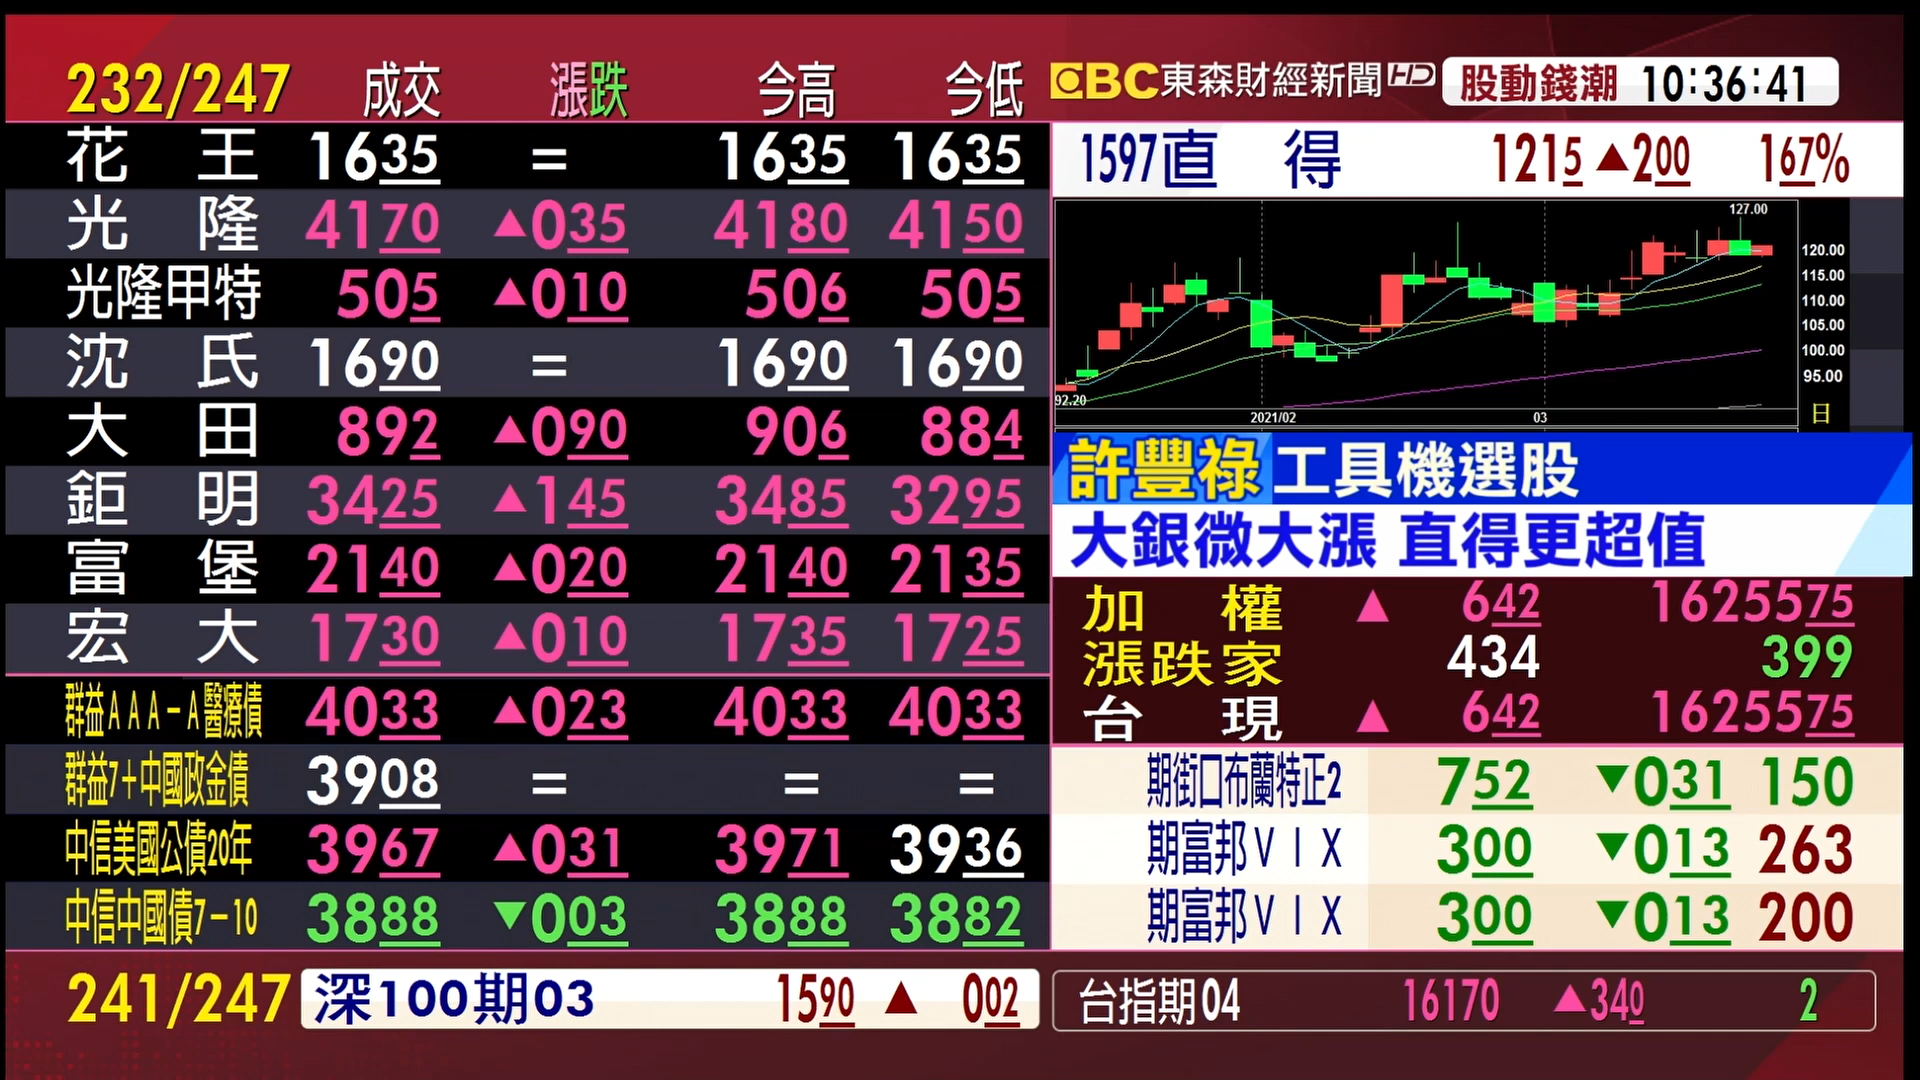 232/247 成交 漲跌 今高 今低
花王 1635 = 1635 1635
光隆 4170 ▲035 4180 4150
光隆甲特 505 ▲010 506 505
沈氏 1690 = 1690 1690
大田 892 ▲090 906 884
鉅明 3425 ▲145 3485 3295
富堡 2140 ▲020 2140 2135
宏大 1730 ▲010 1735 1725
群益AAA-A醫療債 4033 ▲023 4033 4033
群益7+中國政金債 3908 = = =
中信美國公債20年 3967 ▲031 3971 3936
中信中國債7-10 3888 ▼003 3888 3882
241/247 深100期03 1590 ▲ 002
EBC東森財經新聞HD 股動錢潮 10:36:41
1597直得 1215 ▲200 167%
127.00
120.00
115.00
110.00
105.00
100.00
95.00
92.20
2021/02 03 日
許豐祿 工具機選股
大銀微大漲 直得更超值
加權 ▲ 642 1625575
漲跌家 434 399
台現 ▲ 642 1625575
期街口布蘭特正2 752 ▼031 150
期富邦VIX 300 ▼013 263
期富邦VIX 300 ▼013 200
台指期04 16170 ▲340 2